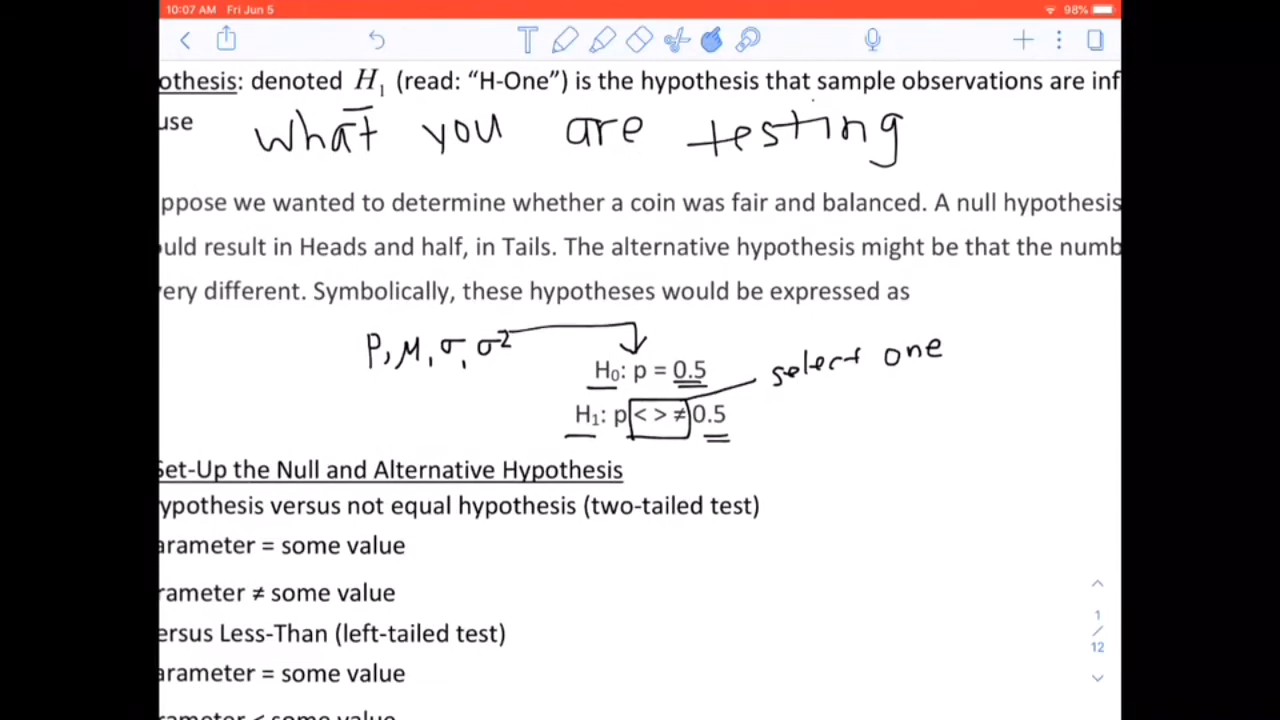 10:07 AM Fri Jun 5 98%
othesis: denoted H₁ (read: “H-One”) is the hypothesis that sample observations are inf
use
what you are testing
ppose we wanted to determine whether a coin was fair and balanced. A null hypothesis
uld result in Heads and half, in Tails. The alternative hypothesis might be that the numb
ery different. Symbolically, these hypotheses would be expressed as
P, μ, σ, σ²
H₀: p = 0.5
select one
H₁: p < > ≠ 0.5
Set-Up the Null and Alternative Hypothesis
ypothesis versus not equal hypothesis (two-tailed test)
arameter = some value
rameter ≠ some value
ersus Less-Than (left-tailed test)
arameter = some value
arameter < some value
1
/
12